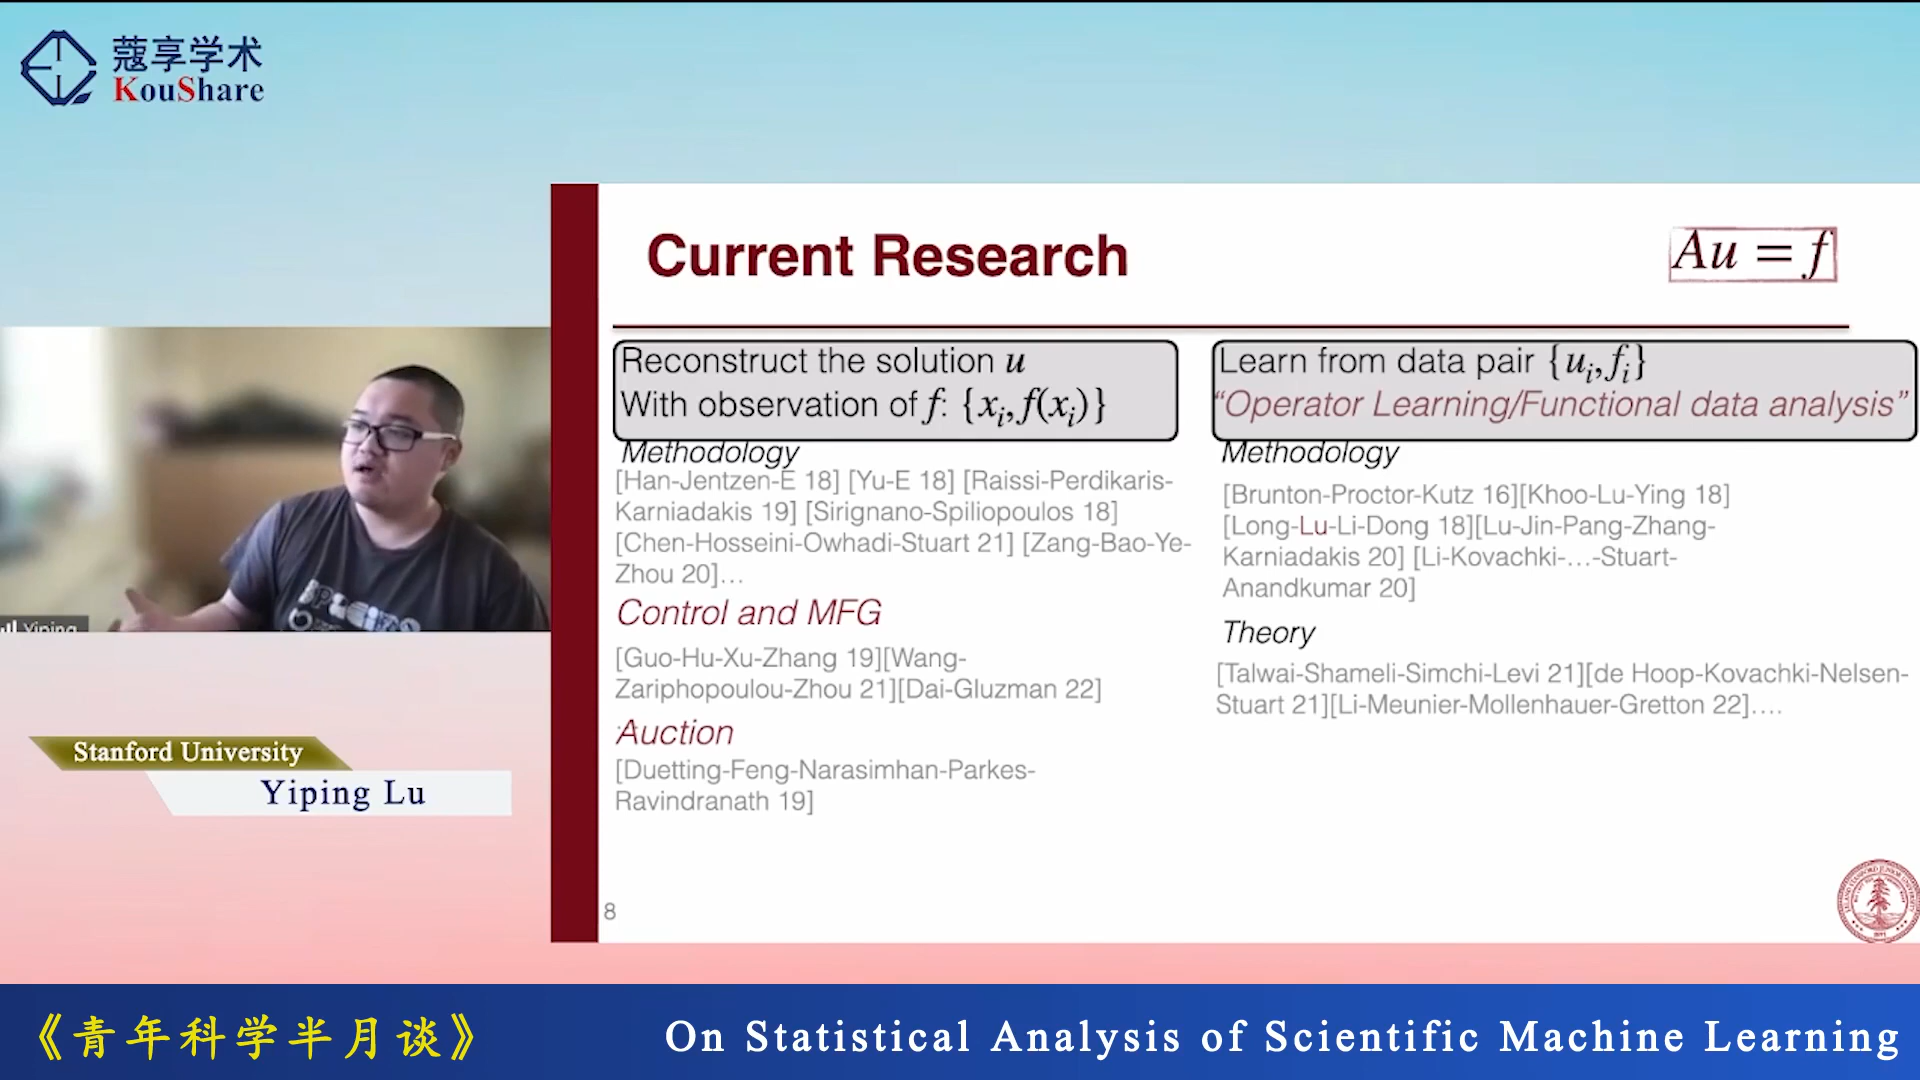 蔻享学术
KouShare
Current Research
Au = f
Reconstruct the solution u
With observation of f: {x_i, f(x_i)}
Methodology
[Han-Jentzen-E 18] [Yu-E 18] [Raissi-Perdikaris-
Karniadakis 19] [Sirignano-Spiliopoulos 18]
[Chen-Hosseini-Owhadi-Stuart 21] [Zang-Bao-Ye-
Zhou 20]…
Control and MFG
[Guo-Hu-Xu-Zhang 19][Wang-
Zariphopoulou-Zhou 21][Dai-Gluzman 22]
Auction
[Duetting-Feng-Narasimhan-Parkes-
Ravindranath 19]
Learn from data pair {u_i, f_i}
“Operator Learning/Functional data analysis”
Methodology
[Brunton-Proctor-Kutz 16][Khoo-Lu-Ying 18]
[Long-Lu-Li-Dong 18][Lu-Jin-Pang-Zhang-
Karniadakis 20] [Li-Kovachki-…-Stuart-
Anandkumar 20]
Theory
[Talwai-Shameli-Simchi-Levi 21][de Hoop-Kovachki-Nelsen-
Stuart 21][Li-Meunier-Mollenhauer-Gretton 22]….
8
Yiping
Stanford University
Yiping Lu
《青年科学半月谈》
On Statistical Analysis of Scientific Machine Learning